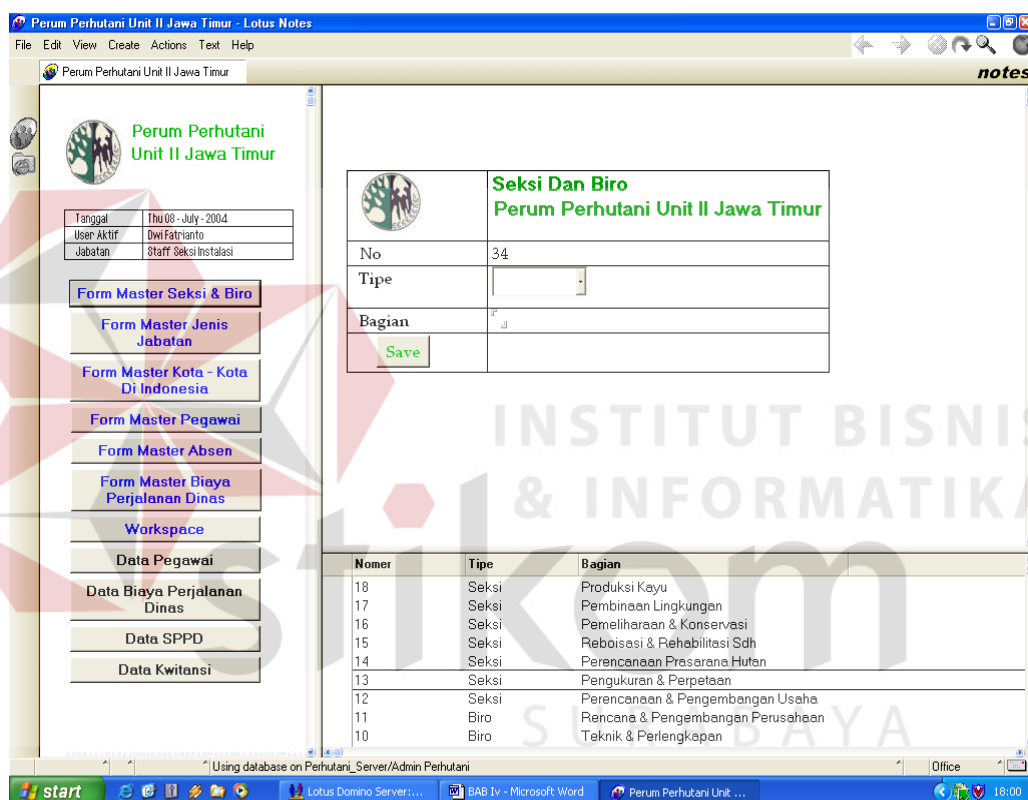 Perum Perhutani Unit II Jawa Timur - Lotus Notes
File Edit View Create Actions Text Help
Perum Perhutani Unit II Jawa Timur
notes
Perum Perhutani
Unit II Jawa Timur
Tanggal Thu 08 - July - 2004
User Aktif Dwi Fatrianto
Jabatan Staff Seksi Instalasi
Form Master Seksi & Biro
Form Master Jenis
Jabatan
Form Master Kota - Kota
Di Indonesia
Form Master Pegawai
Form Master Absen
Form Master Biaya
Perjalanan Dinas
Workspace
Data Pegawai
Data Biaya Perjalanan
Dinas
Data SPPD
Data Kwitansi
Seksi Dan Biro
Perum Perhutani Unit II Jawa Timur
No 34
Tipe
Bagian
Save
INSTITUT BISNIS
& INFORMATIKA
stikom
SURABAYA
Nomer Tipe Bagian
18 Seksi Produksi Kayu
17 Seksi Pembinaan Lingkungan
16 Seksi Pemeliharaan & Konservasi
15 Seksi Reboisasi & Rehabilitasi Sdh
14 Seksi Perencanaan Prasarana Hutan
13 Seksi Pengukuran & Perpetaan
12 Seksi Perencanaan & Pengembangan Usaha
11 Biro Rencana & Pengembangan Perusahaan
10 Biro Teknik & Perlengkapan
Using database on Perhutani_Server/Admin Perhutani
Office
start
Lotus Domino Server:...
BAB Iv - Microsoft Word
Perum Perhutani Unit ...
18:00